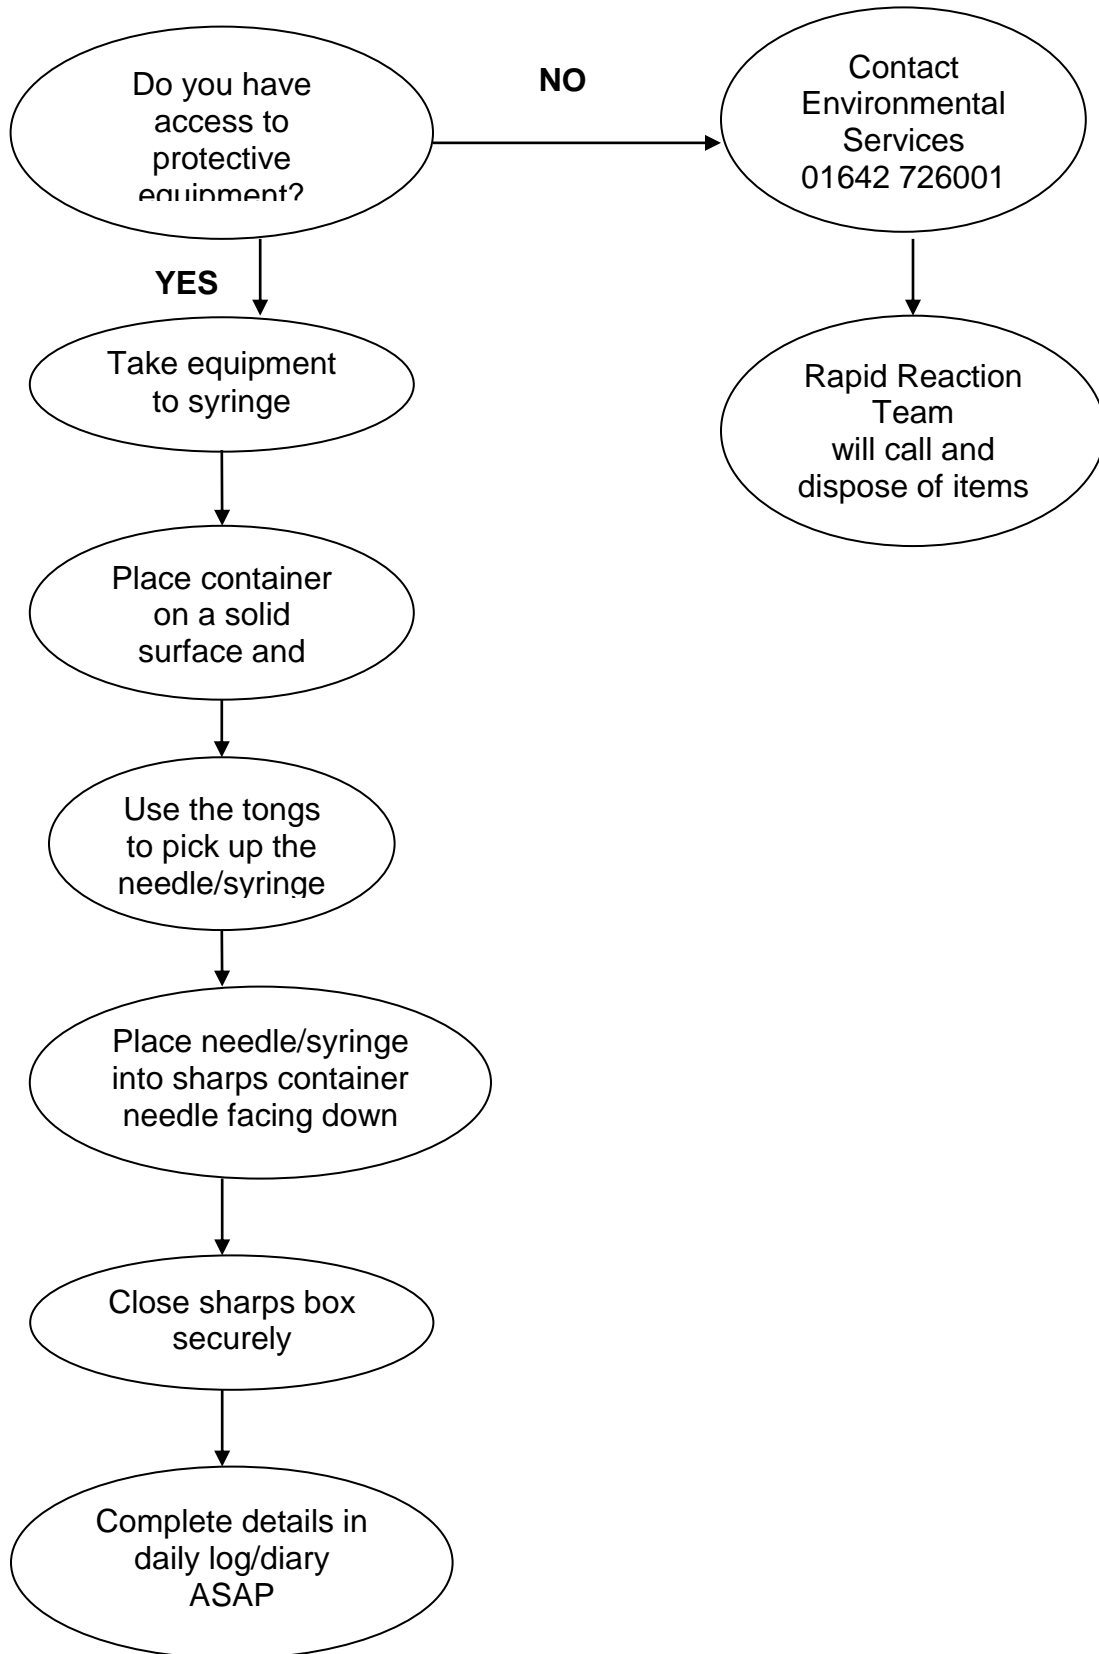 Do you have
access to
protective
equipment?
NO
Contact
Environmental
Services
01642 726001
YES
Take equipment
to syringe
Rapid Reaction
Team
will call and
dispose of items
Place container
on a solid
surface and
Use the tongs
to pick up the
needle/syringe
Place needle/syringe
into sharps container
needle facing down
Close sharps box
securely
Complete details in
daily log/diary
ASAP